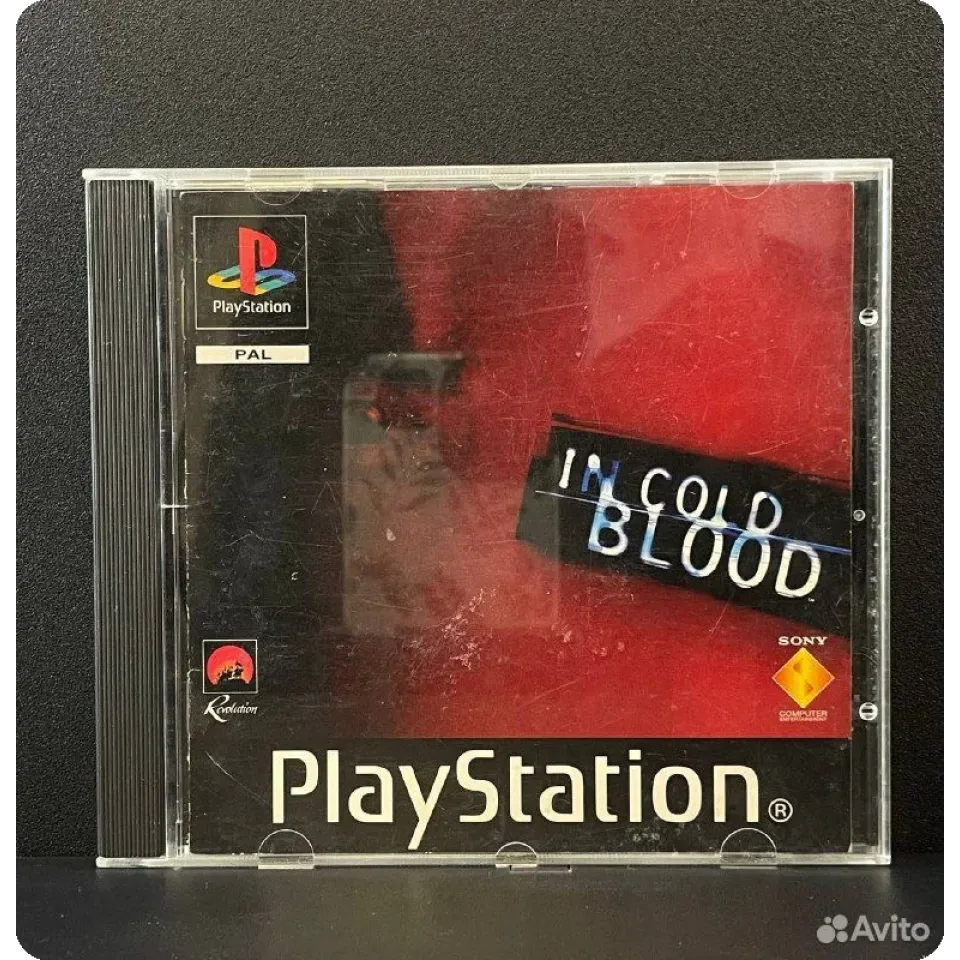 PlayStation
PAL
IN COLD
BLOOD
Revolution
SONY
COMPUTER
ENTERTAINMENT
PlayStation®
Avito